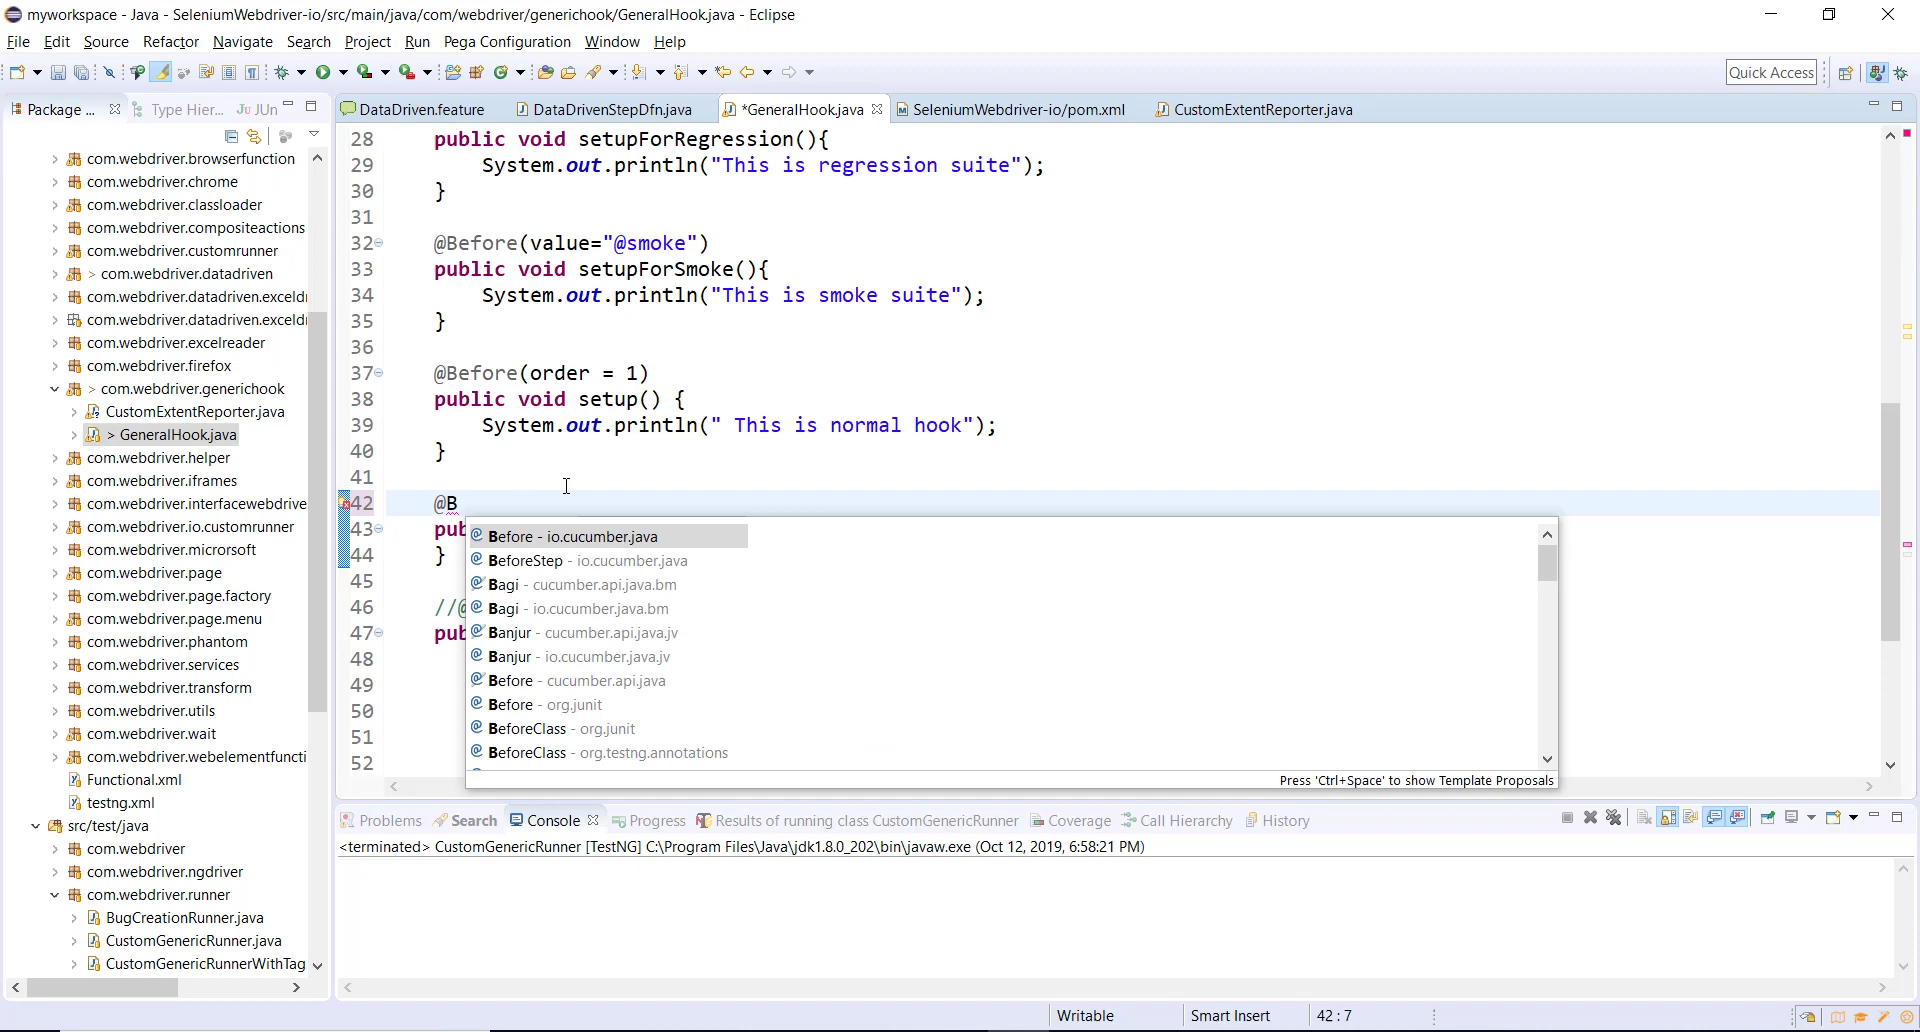 myworkspace - Java - SeleniumWebdriver-io/src/main/java/com/webdriver/generichook/GeneralHook.java - Eclipse
File Edit Source Refactor Navigate Search Project Run Pega Configuration Window Help
Quick Access
Package ... Type Hier... JUn
DataDriven.feature DataDrivenStepDfn.java *GeneralHook.java SeleniumWebdriver-io/pom.xml CustomExtentReporter.java
com.webdriver.browserfunction
com.webdriver.chrome
com.webdriver.classloader
com.webdriver.compositeactions
com.webdriver.customrunner
> com.webdriver.datadriven
com.webdriver.datadriven.exceld
com.webdriver.datadriven.exceld
com.webdriver.excelreader
com.webdriver.firefox
> com.webdriver.generichook
CustomExtentReporter.java
> GeneralHook.java
com.webdriver.helper
com.webdriver.iframes
com.webdriver.interfacewebdrive
com.webdriver.io.customrunner
com.webdriver.microrsoft
com.webdriver.page
com.webdriver.page.factory
com.webdriver.page.menu
com.webdriver.phantom
com.webdriver.services
com.webdriver.transform
com.webdriver.utils
com.webdriver.wait
com.webdriver.webelementfuncti
Functional.xml
testng.xml
src/test/java
com.webdriver
com.webdriver.ngdriver
com.webdriver.runner
BugCreationRunner.java
CustomGenericRunner.java
CustomGenericRunnerWithTag
28 public void setupForRegression(){
29 System.out.println("This is regression suite");
30 }
31
32 @Before(value="@smoke")
33 public void setupForSmoke(){
34 System.out.println("This is smoke suite");
35 }
36
37 @Before(order = 1)
38 public void setup() {
39 System.out.println(" This is normal hook");
40 }
41
42 @B
43 pub
44 }
45
46 //@
47 pub
48
49
50
51
52
Before - io.cucumber.java
BeforeStep - io.cucumber.java
Bagi - cucumber.api.java.bm
Bagi - io.cucumber.java.bm
Banjur - cucumber.api.java.jv
Banjur - io.cucumber.java.jv
Before - cucumber.api.java
Before - org.junit
BeforeClass - org.junit
BeforeClass - org.testng.annotations
Press 'Ctrl+Space' to show Template Proposals
Problems Search Console Progress Results of running class CustomGenericRunner Coverage Call Hierarchy History
<terminated> CustomGenericRunner [TestNG] C:\Program Files\Java\jdk1.8.0_202\bin\javaw.exe (Oct 12, 2019, 6:58:21 PM)
Writable Smart Insert 42 : 7